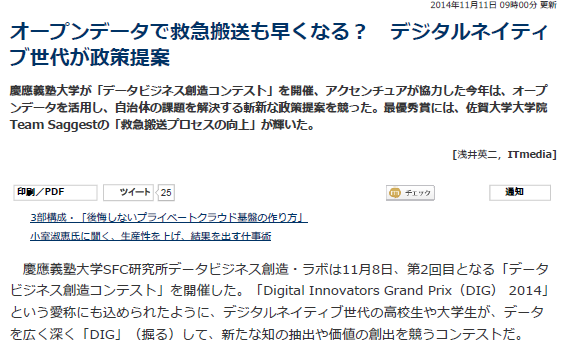 2014年11月11日 09時00分 更新
オープンデータで救急搬送も早くなる？　デジタルネイティ
ブ世代が政策提案
慶應義塾大学が「データビジネス創造コンテスト」を開催、アクセンチュアが協力した今年は、オープ
ンデータを活用し、自治体の課題を解決する斬新な政策提案を競った。最優秀賞には、佐賀大学大学院
Team Saggestの「救急搬送プロセスの向上」が輝いた。
[浅井英二，ITmedia]
印刷／PDF ツイート 25 m チェック 通知
3部構成・「後悔しないプライベートクラウド基盤の作り方」
小室淑恵氏に聞く、生産性を上げ、結果を出す仕事術
慶應義塾大学SFC研究所データビジネス創造・ラボは11月8日、第2回目となる「データ
ビジネス創造コンテスト」を開催した。「Digital Innovators Grand Prix（DIG） 2014」
という愛称にも込められたように、デジタルネイティブ世代の高校生や大学生が、データ
を広く深く「DIG」（掘る）して、新たな知の抽出や価値の創出を競うコンテストだ。